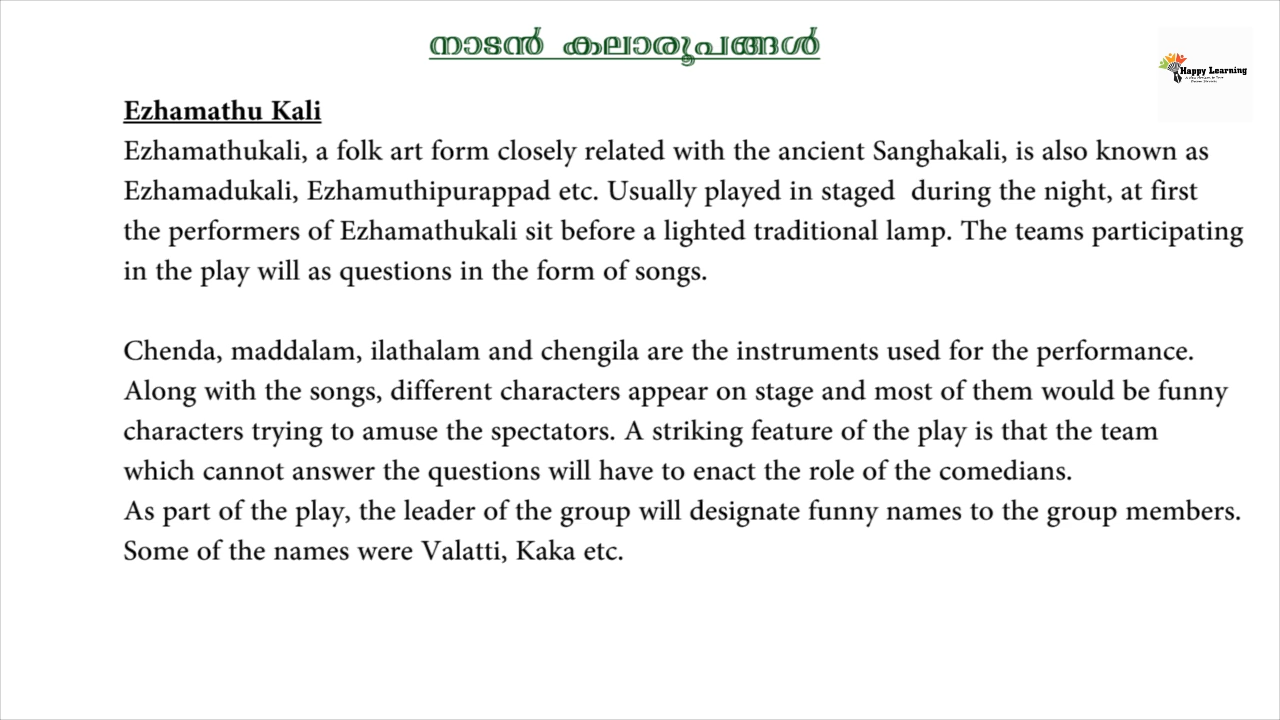 നാടൻ കലാരൂപങ്ങൾ
Happy Learning
Ezhamathu Kali
Ezhamathukali, a folk art form closely related with the ancient Sanghakali, is also known as
Ezhamadukali, Ezhamuthipurappad etc. Usually played in staged  during the night, at first
the performers of Ezhamathukali sit before a lighted traditional lamp. The teams participating
in the play will as questions in the form of songs.
Chenda, maddalam, ilathalam and chengila are the instruments used for the performance.
Along with the songs, different characters appear on stage and most of them would be funny
characters trying to amuse the spectators. A striking feature of the play is that the team
which cannot answer the questions will have to enact the role of the comedians.
As part of the play, the leader of the group will designate funny names to the group members.
Some of the names were Valatti, Kaka etc.